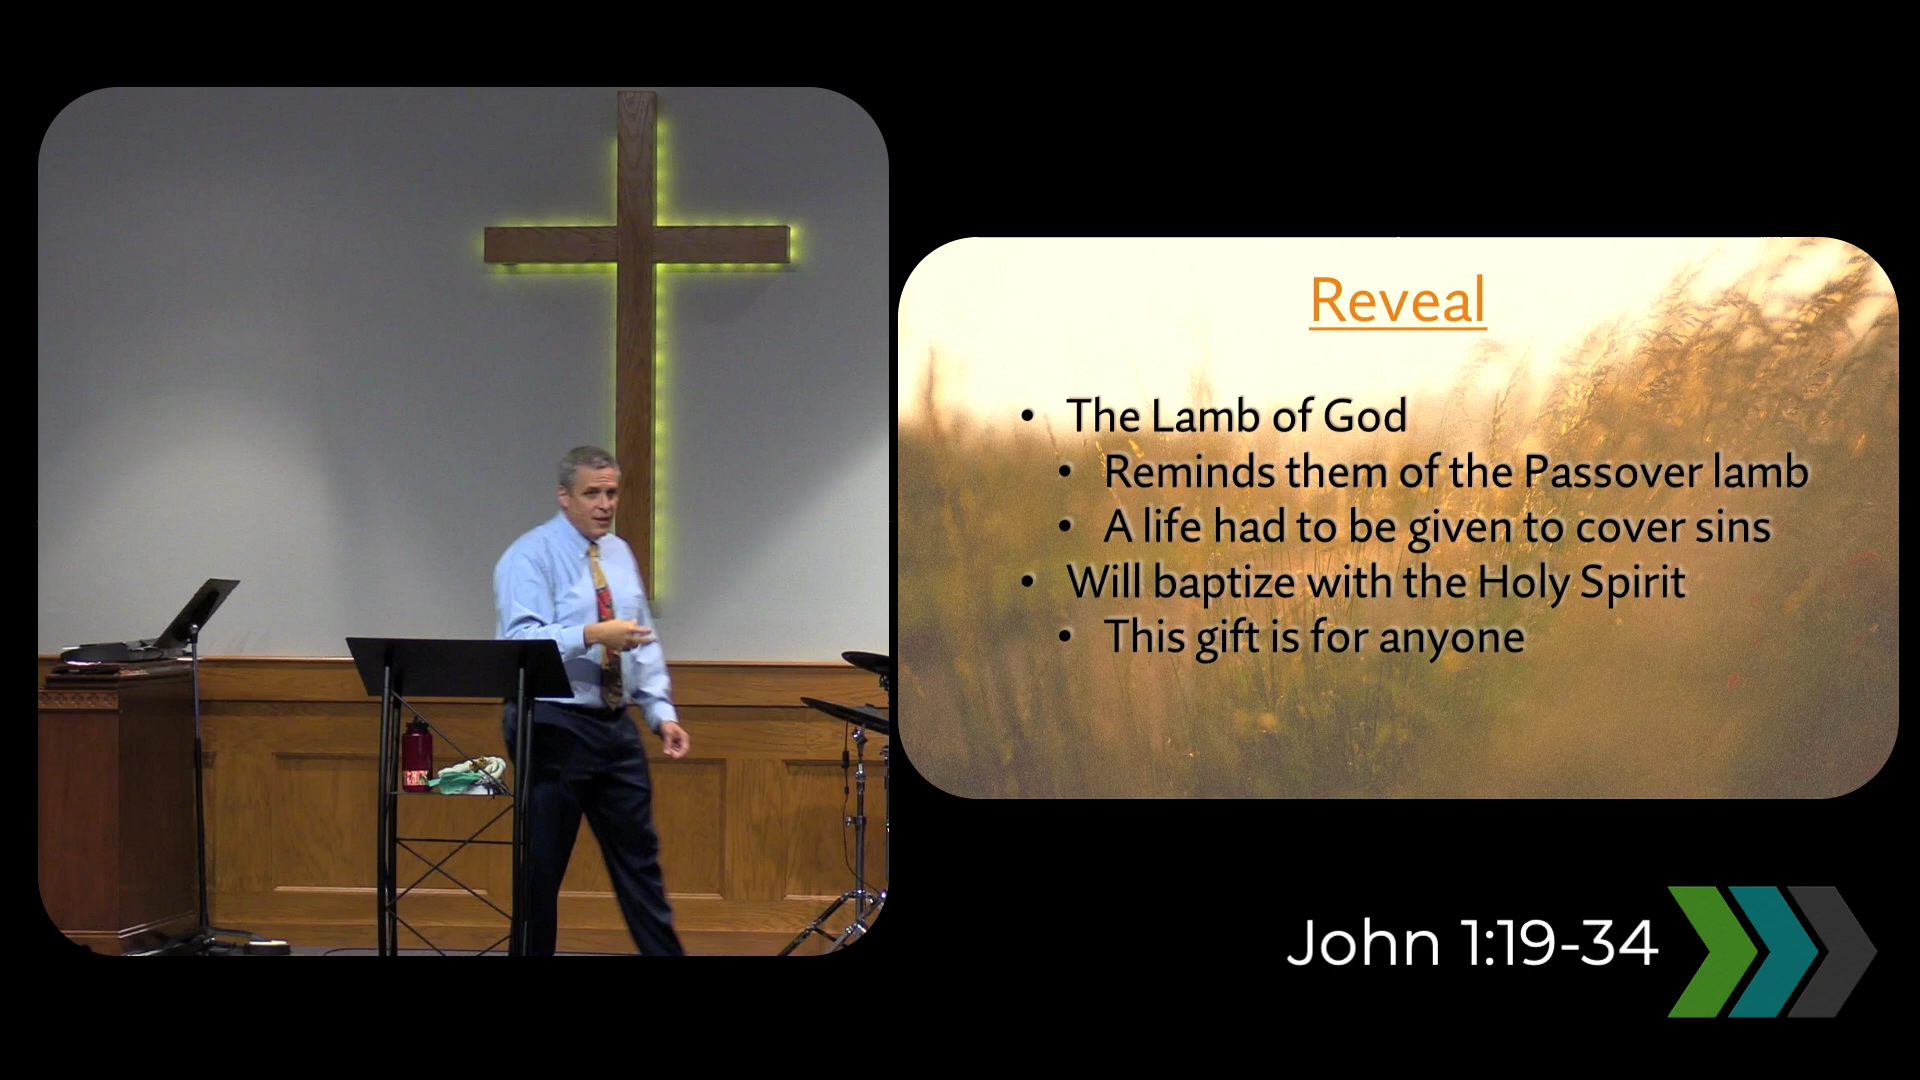 Reveal
• The Lamb of God
• Reminds them of the Passover lamb
• A life had to be given to cover sins
• Will baptize with the Holy Spirit
• This gift is for anyone
John 1:19-34